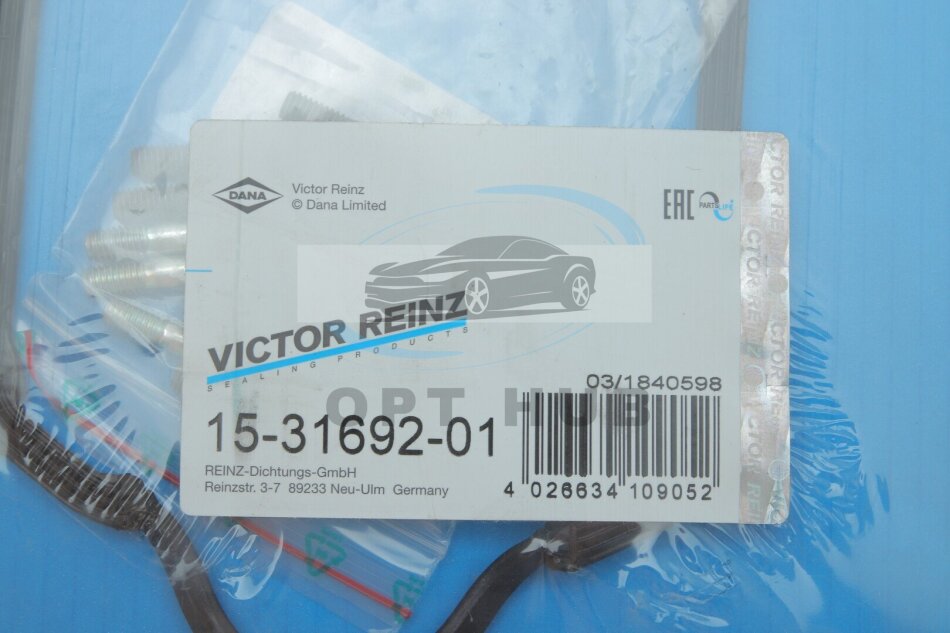 DANA
Victor Reinz
© Dana Limited
EAC
PARTSLIFE
VICTOR REINZ
SEALING PRODUCTS
OPT HUB
03/1840598
15-31692-01
REINZ-Dichtungs-GmbH
Reinzstr. 3-7 89233 Neu-Ulm Germany
4 026634 109052